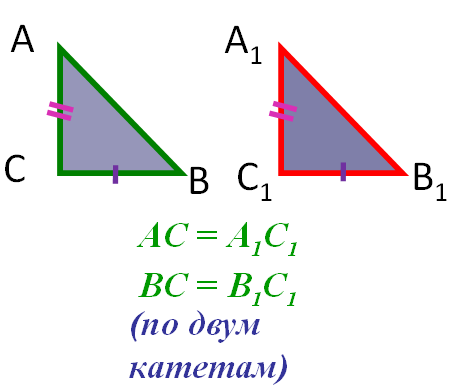 A A₁
C B C₁ B₁
AC = A₁C₁
BC = B₁C₁
(по двум
катетам)